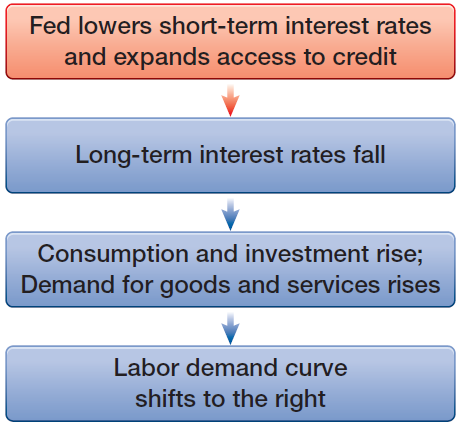 Fed lowers short-term interest rates
and expands access to credit
Long-term interest rates fall
Consumption and investment rise;
Demand for goods and services rises
Labor demand curve
shifts to the right